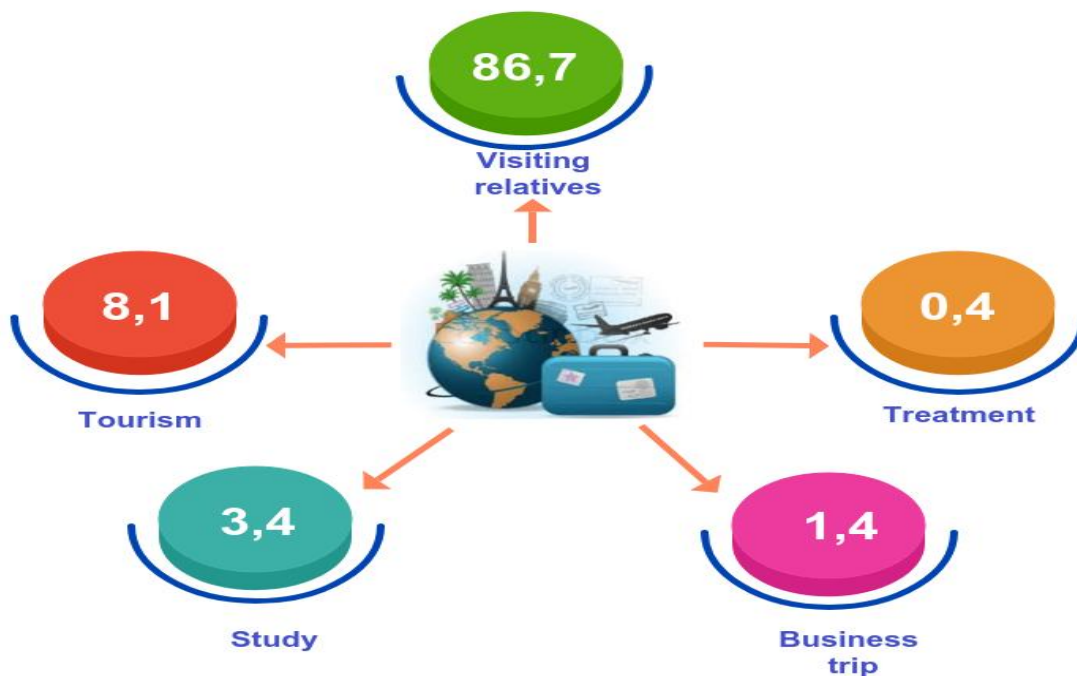 86,7
Visiting
relatives
8,1
Tourism
0,4
Treatment
3,4
Study
1,4
Business
trip